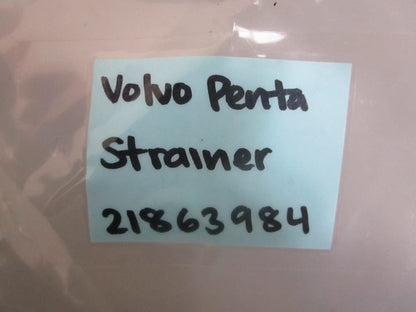 Volvo Penta
Strainer
21863984